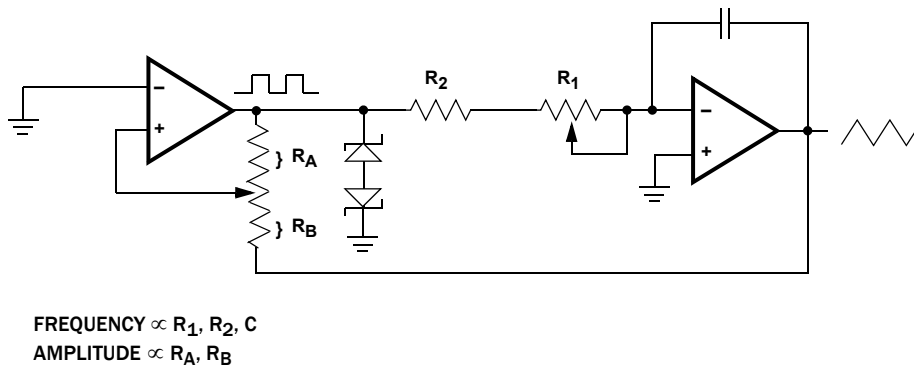 R2
R1
−
+
} RA
} RB
−
+
FREQUENCY ∝ R1, R2, C
AMPLITUDE ∝ RA, RB